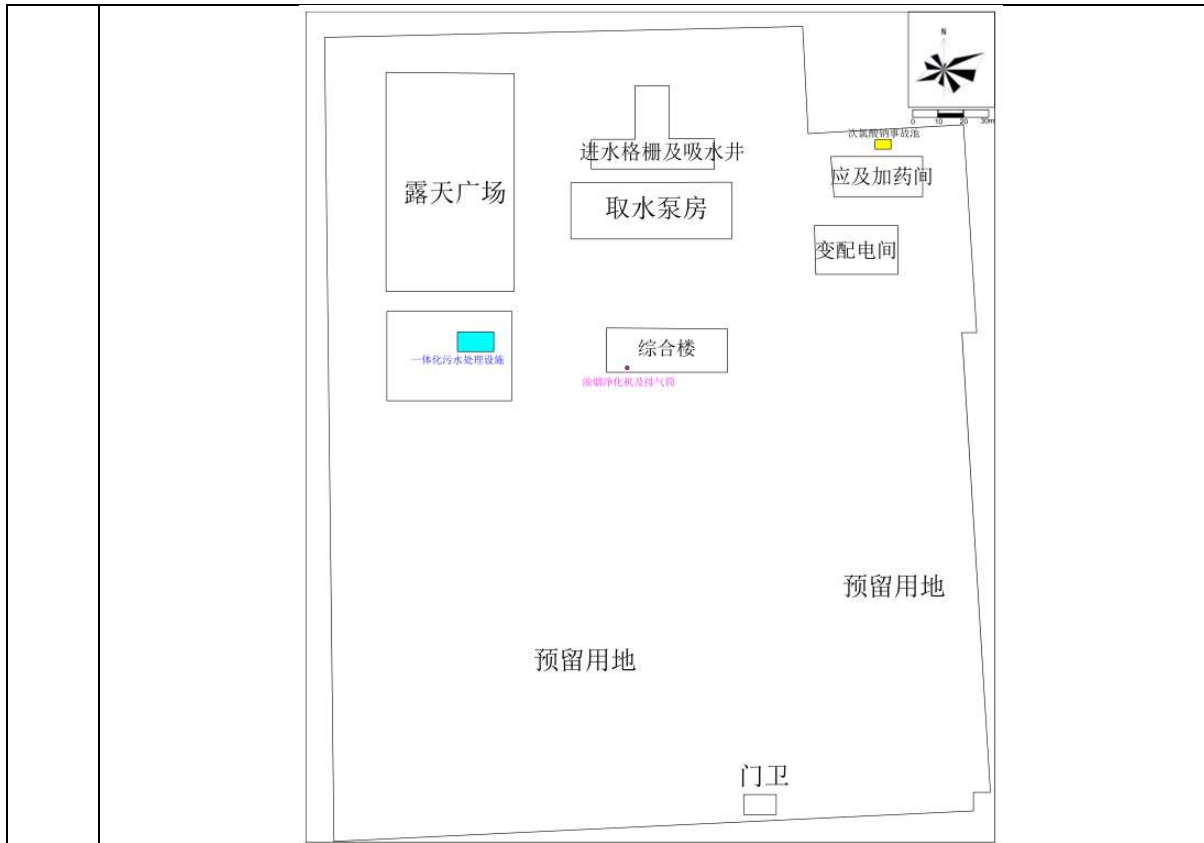 N
0 10 20 30m
次氯酸钠事故池
进水格栅及吸水井
应及加药间
露天广场
取水泵房
变配电间
综合楼
一体化污水处理设施
油烟净化机及排气筒
预留用地
预留用地
门卫